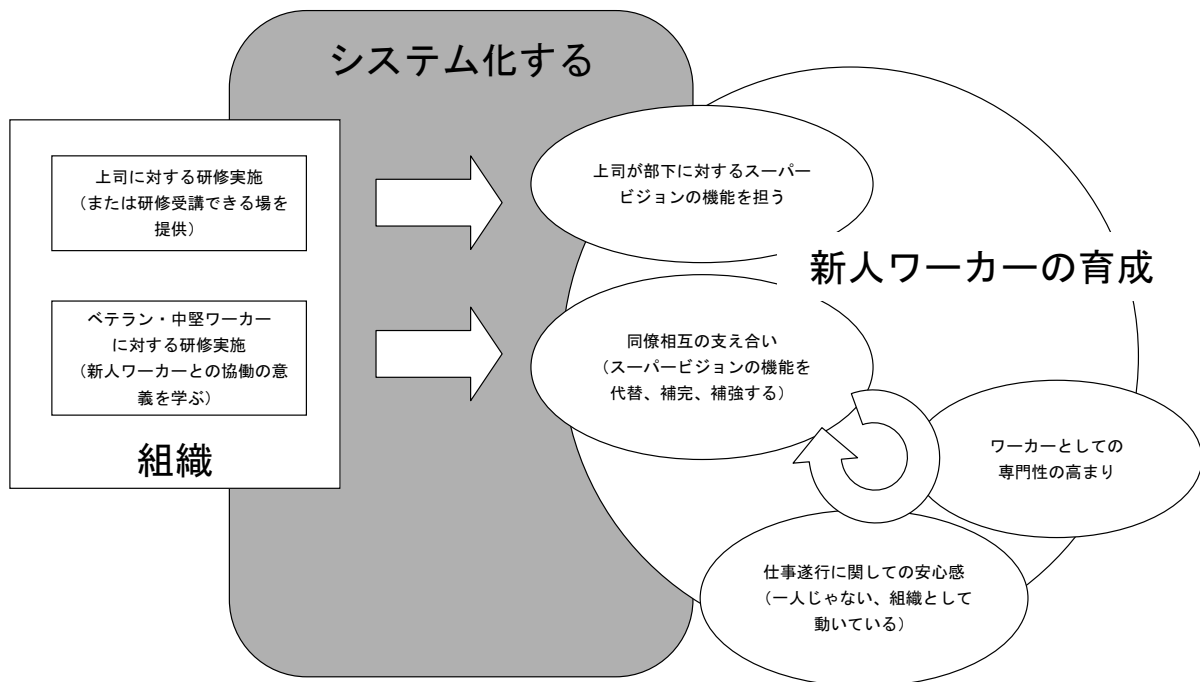 システム化する
上司に対する研修実施
（または研修受講できる場を
提供）
ベテラン・中堅ワーカー
に対する研修実施
（新人ワーカーとの協働の意
義を学ぶ）
組織
上司が部下に対するスーパー
ビジョンの機能を担う
新人ワーカーの育成
同僚相互の支え合い
（スーパービジョンの機能を
代替、補完、補強する）
ワーカーとしての
専門性の高まり
仕事遂行に関しての安心感
（一人じゃない、組織として
動いている）